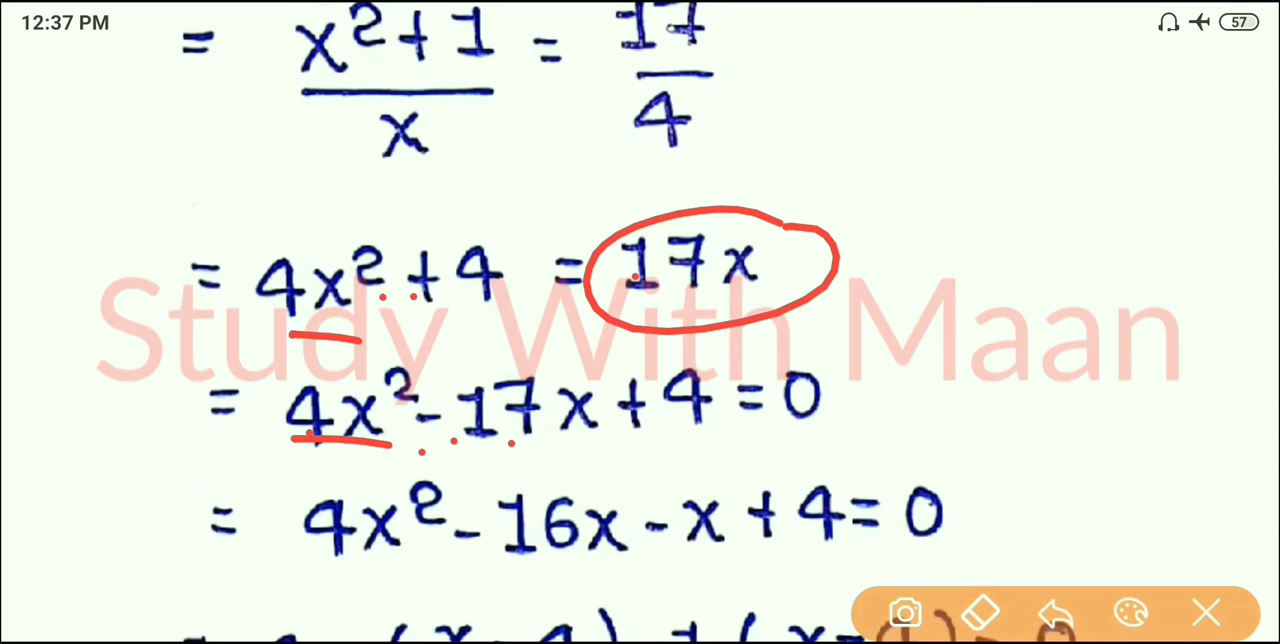 12:37 PM 57
= x²+1/x = 17/4
= 4x² + 4 = 17x
Study With Maan
= 4x² - 17x + 4 = 0
= 4x² - 16x - x + 4 = 0